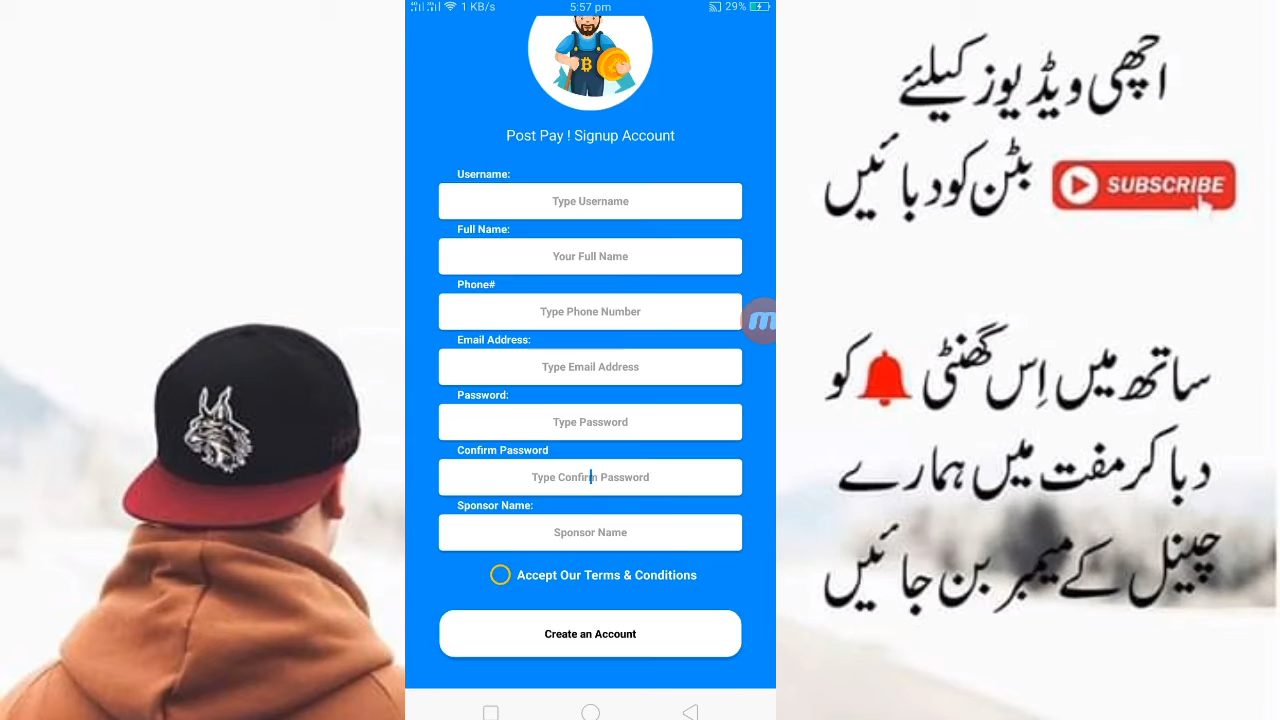 1 KB/s 5:57 pm 29%
Post Pay ! Signup Account
Username:
Type Username
Full Name:
Your Full Name
Phone#
Type Phone Number
Email Address:
Type Email Address
Password:
Type Password
Confirm Password
Type Confirm Password
Sponsor Name:
Sponsor Name
Accept Our Terms & Conditions
Create an Account
اچھی ویڈیوز کیلئے
SUBSCRIBE بٹن کو دبائیں
ساتھ میں اِس گھنٹی کو
دبا کر مفت میں ہمارے
چینل کے ممبر بن جائیں